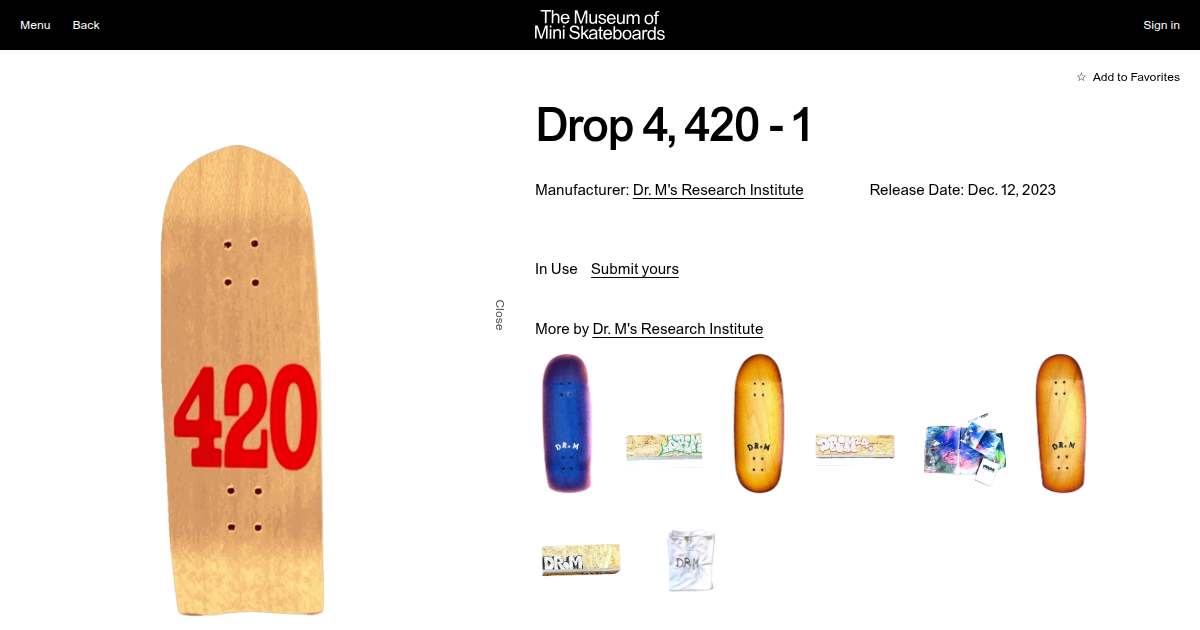 Menu
Back
The Museum of
Mini Skateboards
Sign in
☆ Add to Favorites
Drop 4, 420 - 1
Manufacturer: Dr. M's Research Institute
Release Date: Dec. 12, 2023
In Use
Submit yours
Close
More by Dr. M's Research Institute
420
DR.M
DR.M
DR.M
DR.M
DRM